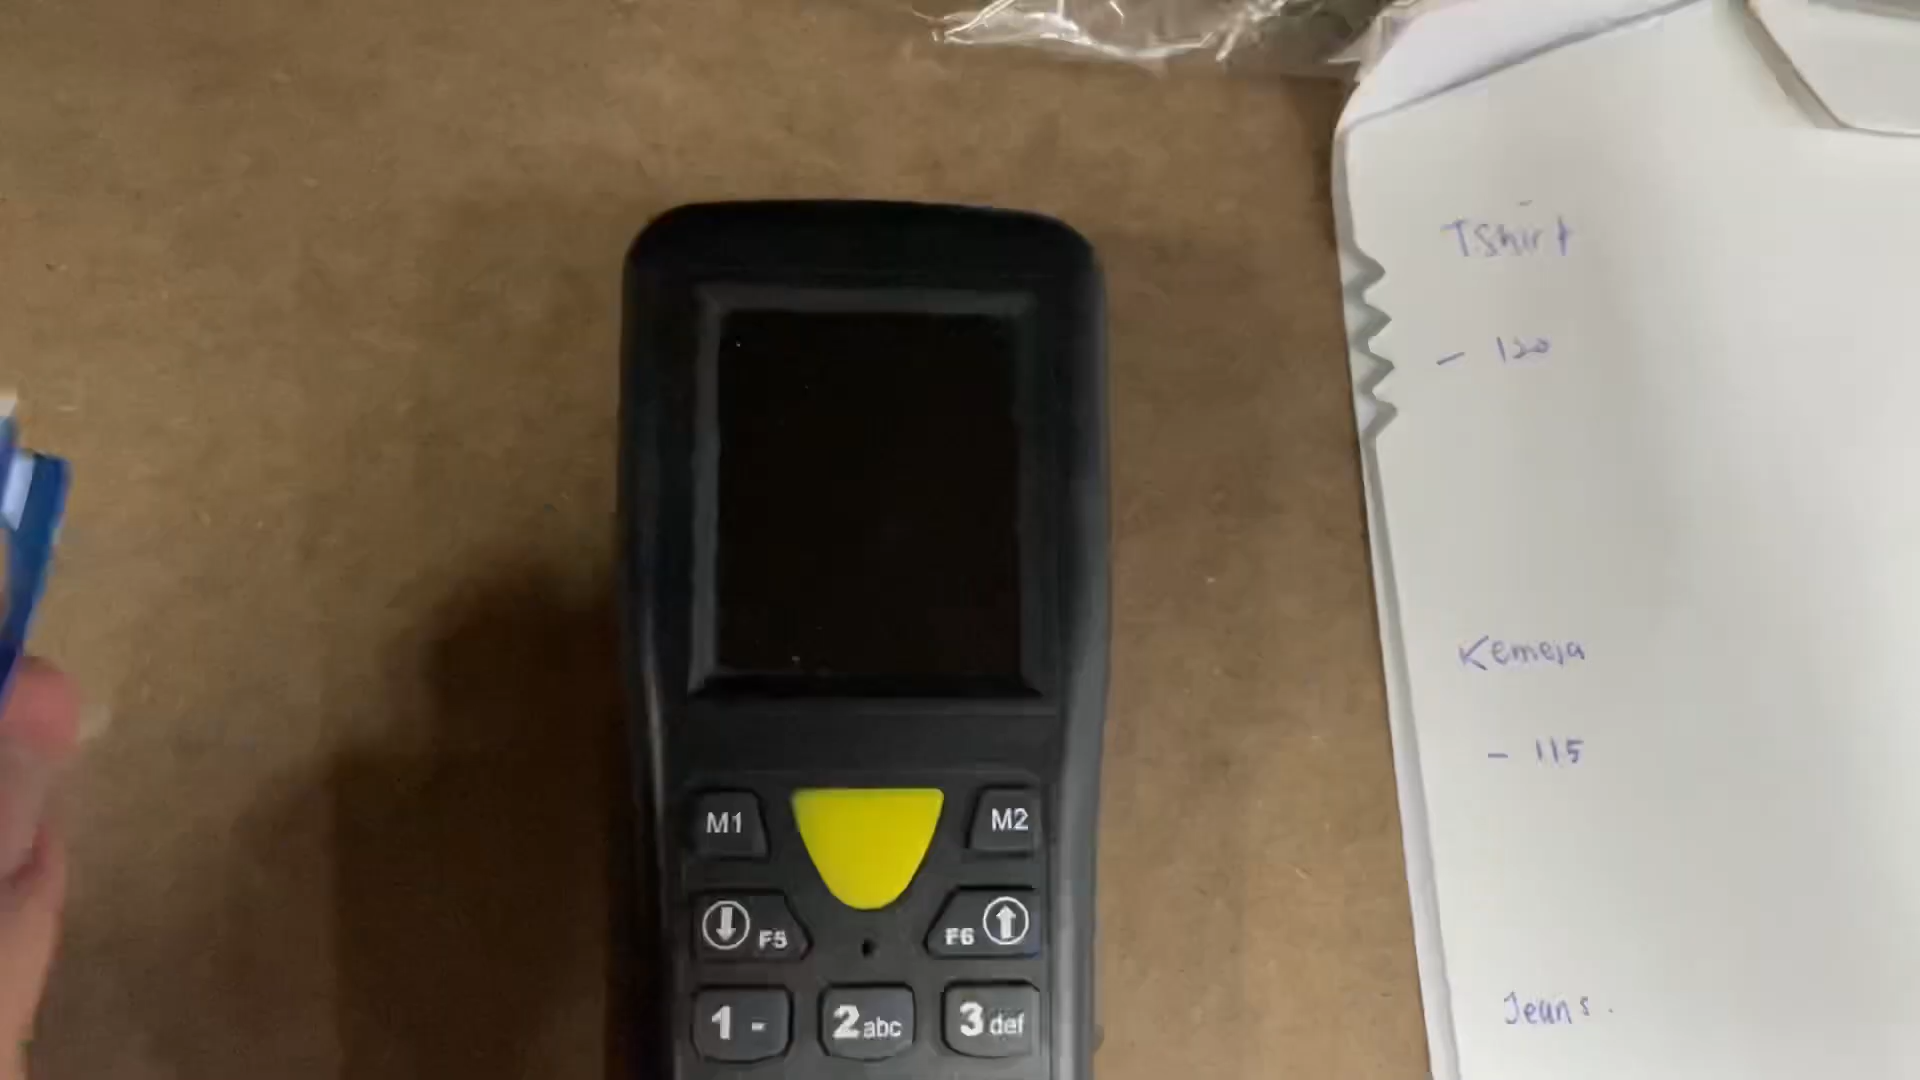 TShirt
- 120
Kemeja
- 115
Jeans.
M1
M2
F5
F6
1 -
2 abc
3 def